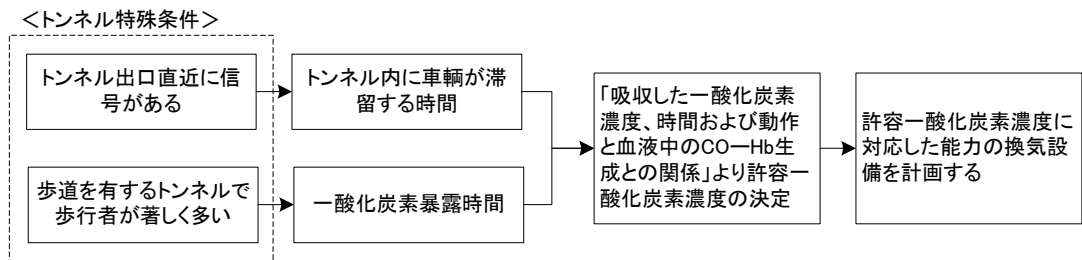 ＜トンネル特殊条件＞
トンネル出口直近に信
号がある
トンネル内に車輌が滞
留する時間
「吸収した一酸化炭素
濃度、時間および動作
と血液中のCO―Hb生
成との関係」より許容一
酸化炭素濃度の決定
許容一酸化炭素濃度に
対応した能力の換気設
備を計画する
歩道を有するトンネルで
歩行者が著しく多い
一酸化炭素暴露時間